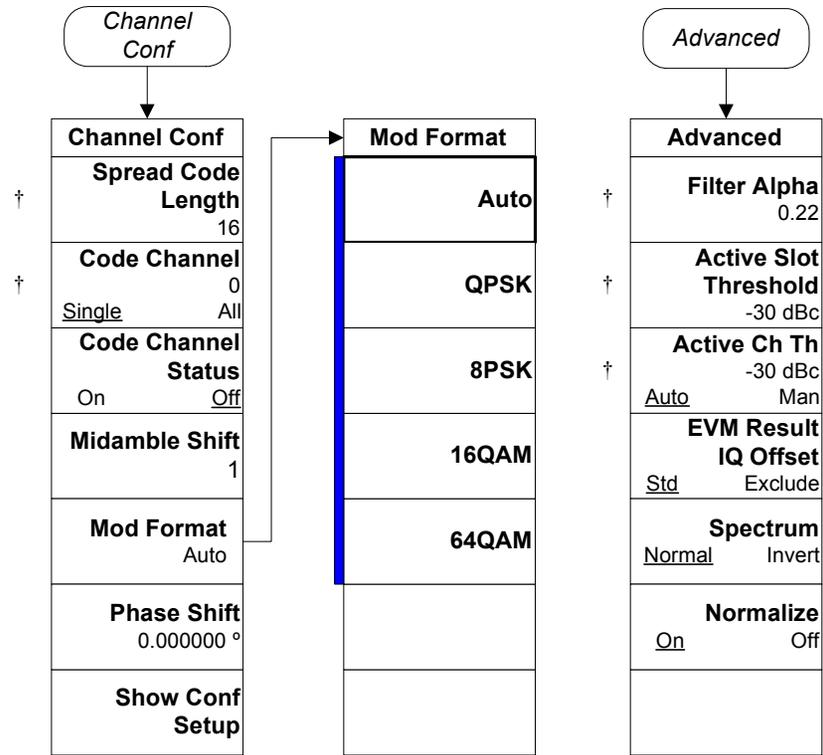 Channel
Conf
Channel Conf
† Spread Code
Length
16
† Code Channel
0
Single All
Code Channel
Status
On Off
Midamble Shift
1
Mod Format
Auto
Phase Shift
0.000000 º
Show Conf
Setup
Mod Format
Auto
QPSK
8PSK
16QAM
64QAM
Advanced
Advanced
† Filter Alpha
0.22
† Active Slot
Threshold
-30 dBc
† Active Ch Th
-30 dBc
Auto Man
EVM Result
IQ Offset
Std Exclude
Spectrum
Normal Invert
Normalize
On Off